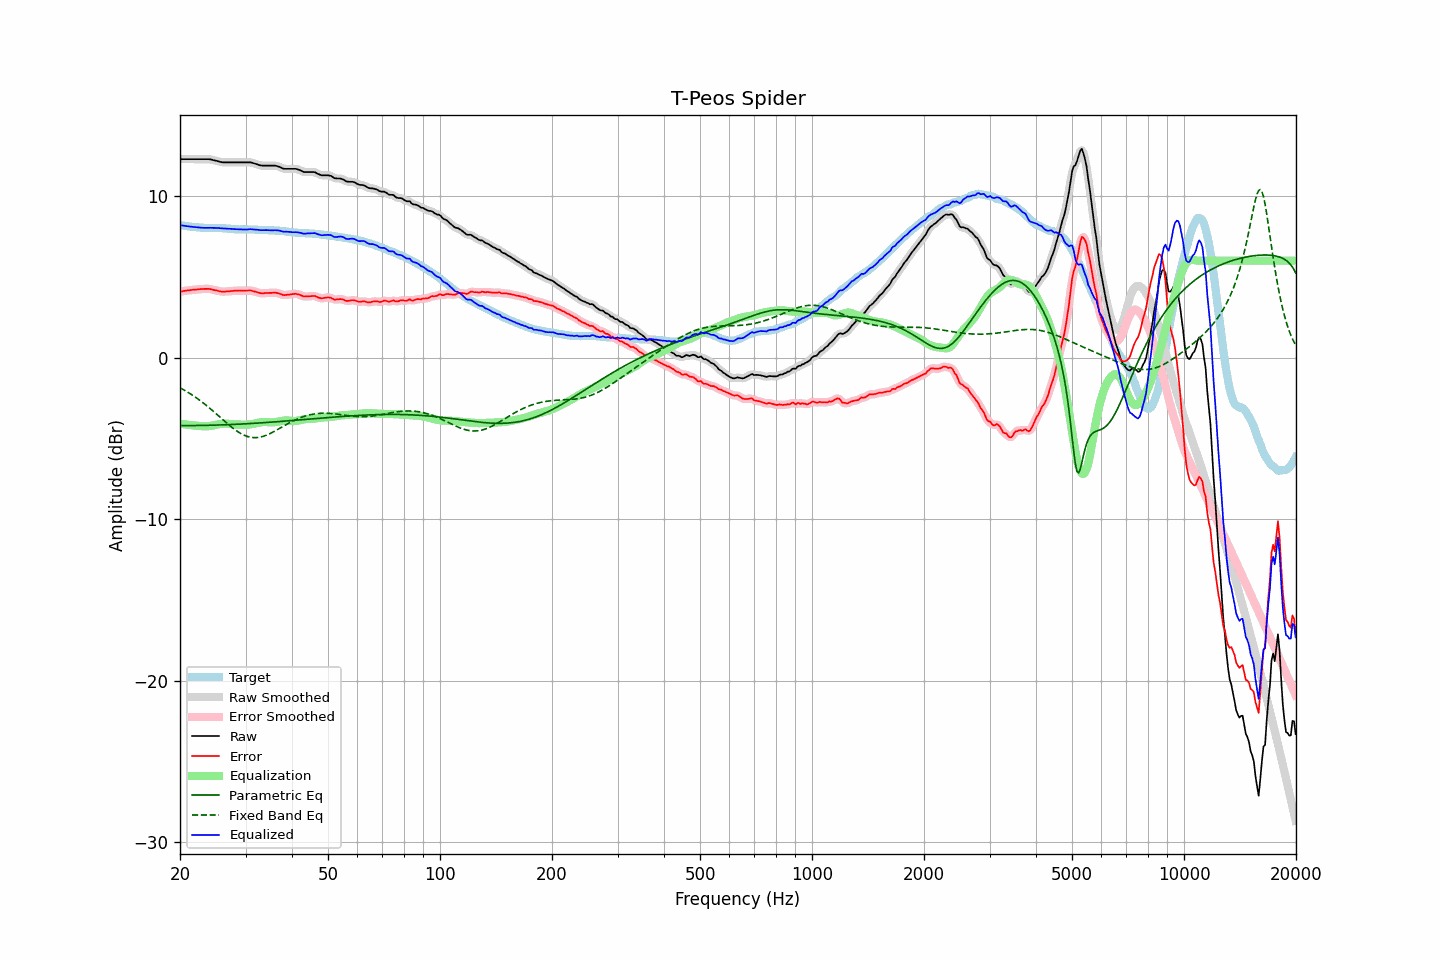 T-Peos Spider
10
0
−10
−20
−30
Amplitude (dBr)
Target
Raw Smoothed
Error Smoothed
Raw
Error
Equalization
Parametric Eq
Fixed Band Eq
Equalized
20 50 100 200 500 1000 2000 5000 10000 20000
Frequency (Hz)